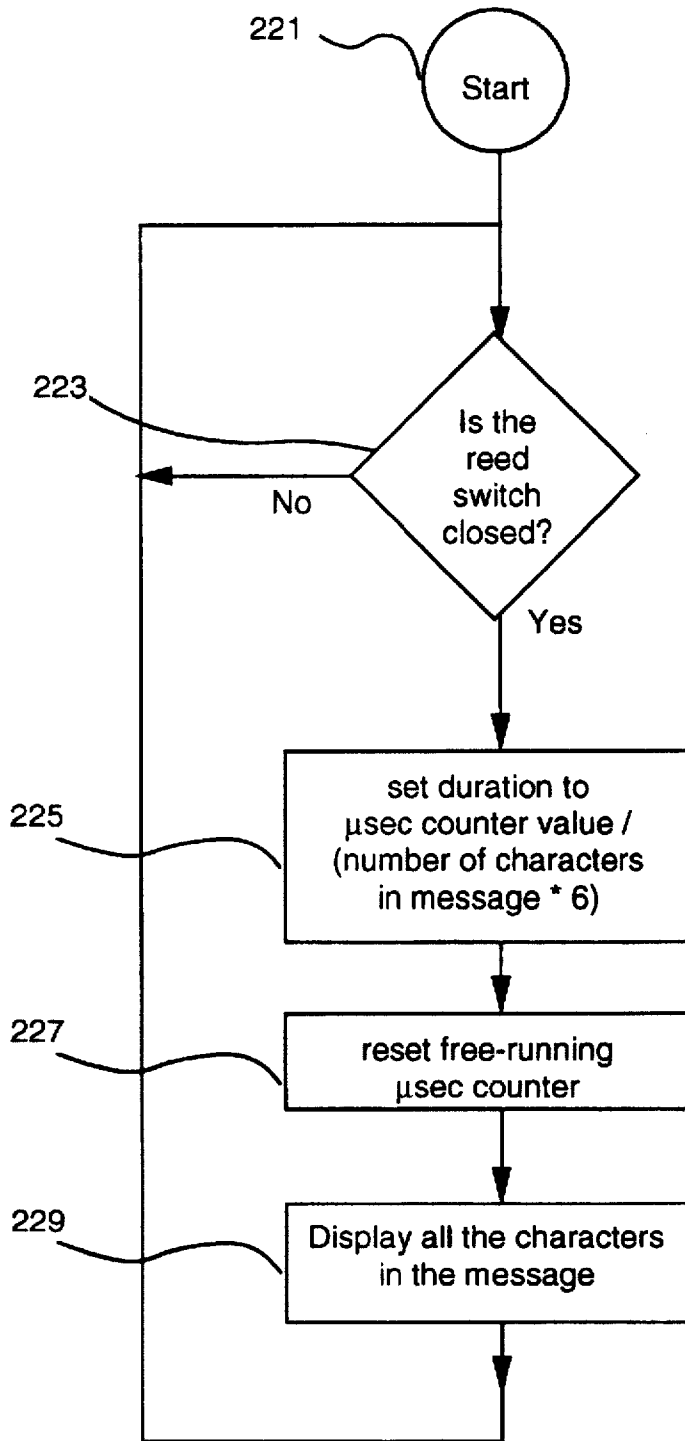 221
Start
223
Is the
reed
switch
closed?
No
Yes
225
set duration to
µsec counter value /
(number of characters
in message * 6)
227
reset free-running
µsec counter
229
Display all the characters
in the message